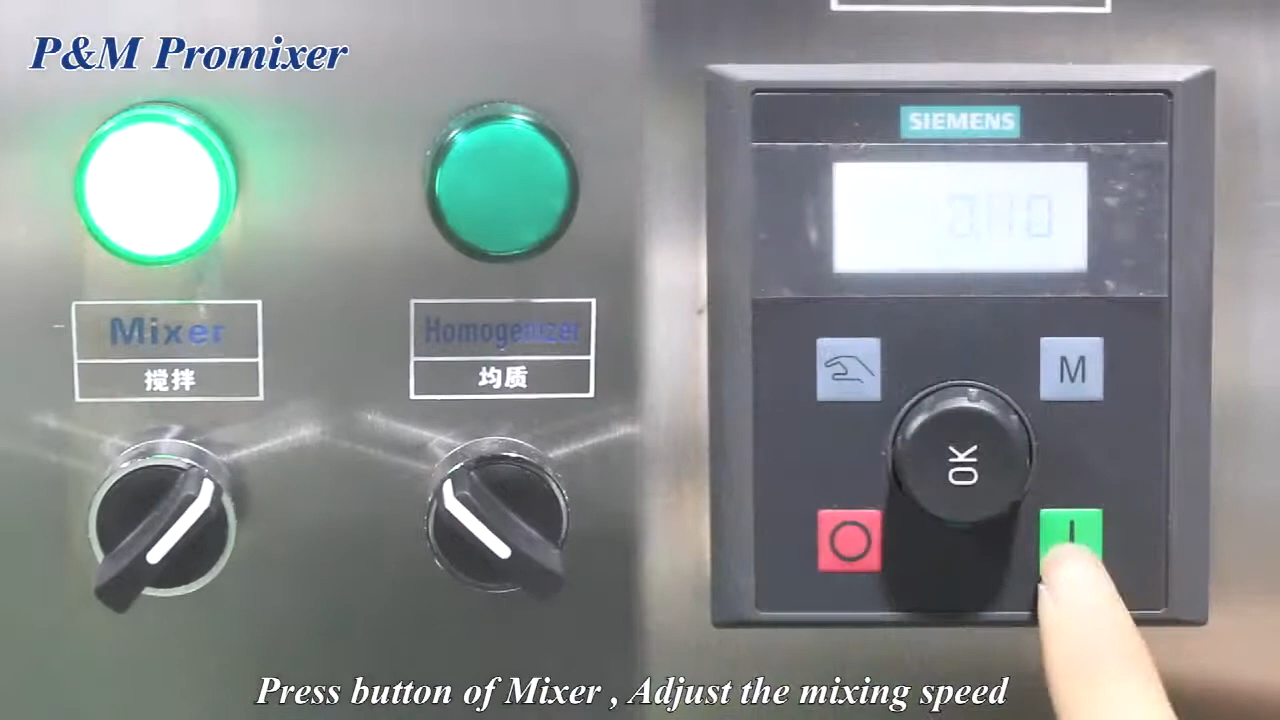 P&M Promixer
SIEMENS
Mixer
搅拌
Homogenizer
均质
M
OK
Press button of Mixer , Adjust the mixing speed